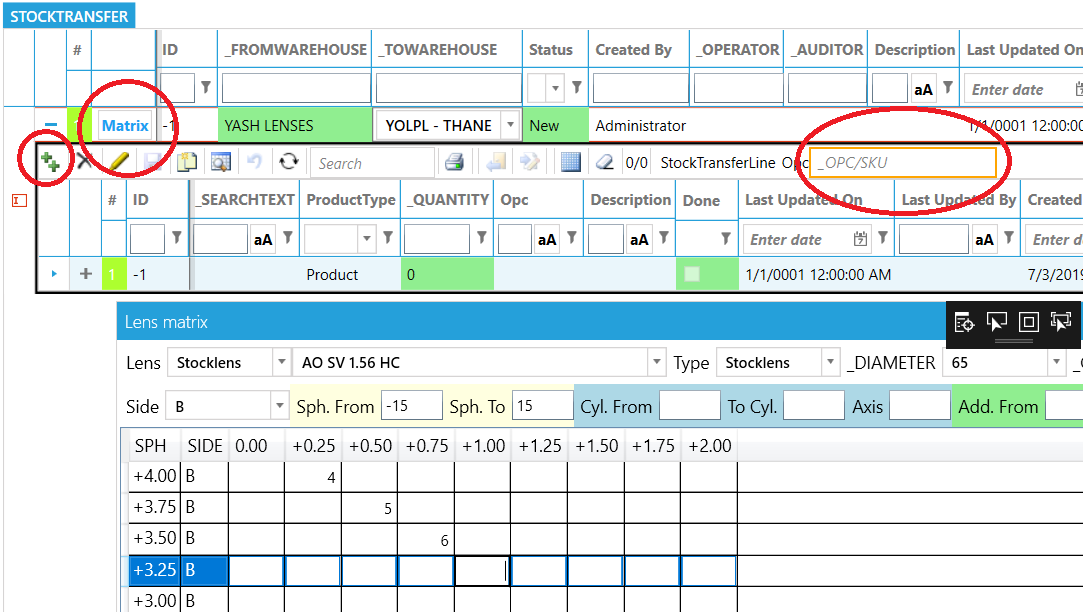 STOCKTRANSFER
# ID _FROMWAREHOUSE _TOWAREHOUSE Status Created By _OPERATOR _AUDITOR Description Last Updated On
aA Enter date
Matrix -1 YASH LENSES YOLPL - THANE New Administrator 1/1/0001 12:00:00
Search 0/0 StockTransferLine Opc _OPC/SKU
# ID _SEARCHTEXT ProductType _QUANTITY Opc Description Done Last Updated On Last Updated By Created
aA aA aA Enter date aA Enter d
1 -1 Product 0 1/1/0001 12:00:00 AM 7/3/2019
Lens matrix
Lens Stocklens AO SV 1.56 HC Type Stocklens _DIAMETER 65
Side B Sph. From -15 Sph. To 15 Cyl. From To Cyl. Axis Add. From
SPH SIDE 0.00 +0.25 +0.50 +0.75 +1.00 +1.25 +1.50 +1.75 +2.00
+4.00 B 4
+3.75 B 5
+3.50 B 6
+3.25 B
+3.00 B